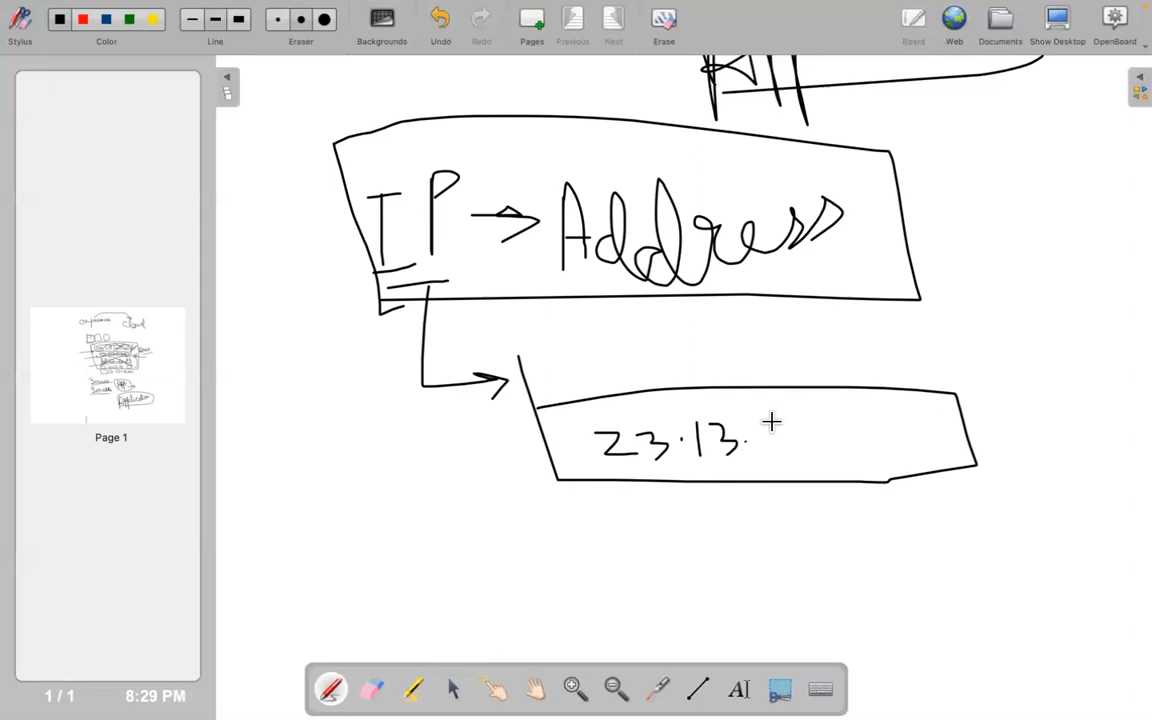 Stylus
Color
Line
Eraser
Backgrounds
Undo
Redo
Pages
Previous
Next
Erase
Board
Web
Documents
Show Desktop
OpenBoard
IP → Address
23.13.
Page 1
1 / 1
8:29 PM